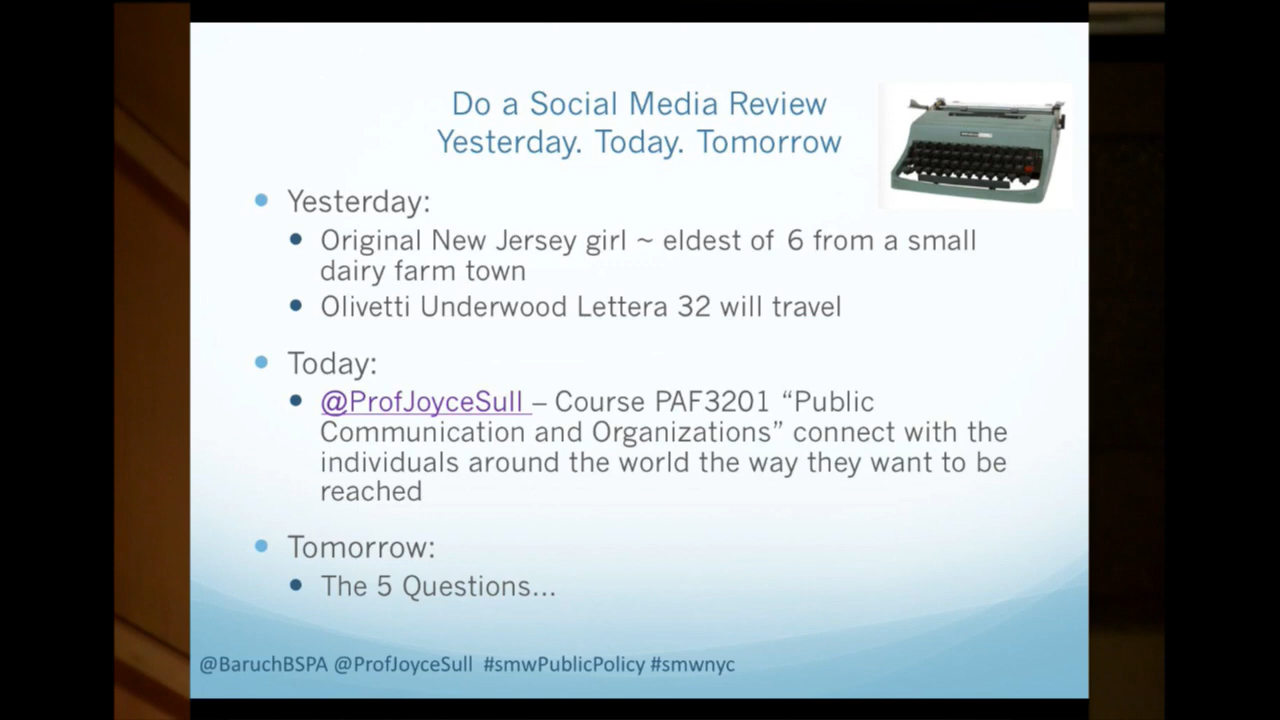 Do a Social Media Review
Yesterday. Today. Tomorrow
Yesterday:
Original New Jersey girl ~ eldest of 6 from a small
dairy farm town
Olivetti Underwood Lettera 32 will travel
Today:
@ProfJoyceSull – Course PAF3201 “Public
Communication and Organizations” connect with the
individuals around the world the way they want to be
reached
Tomorrow:
The 5 Questions...
@BaruchBSPA @ProfJoyceSull #smwPublicPolicy #smwnyc